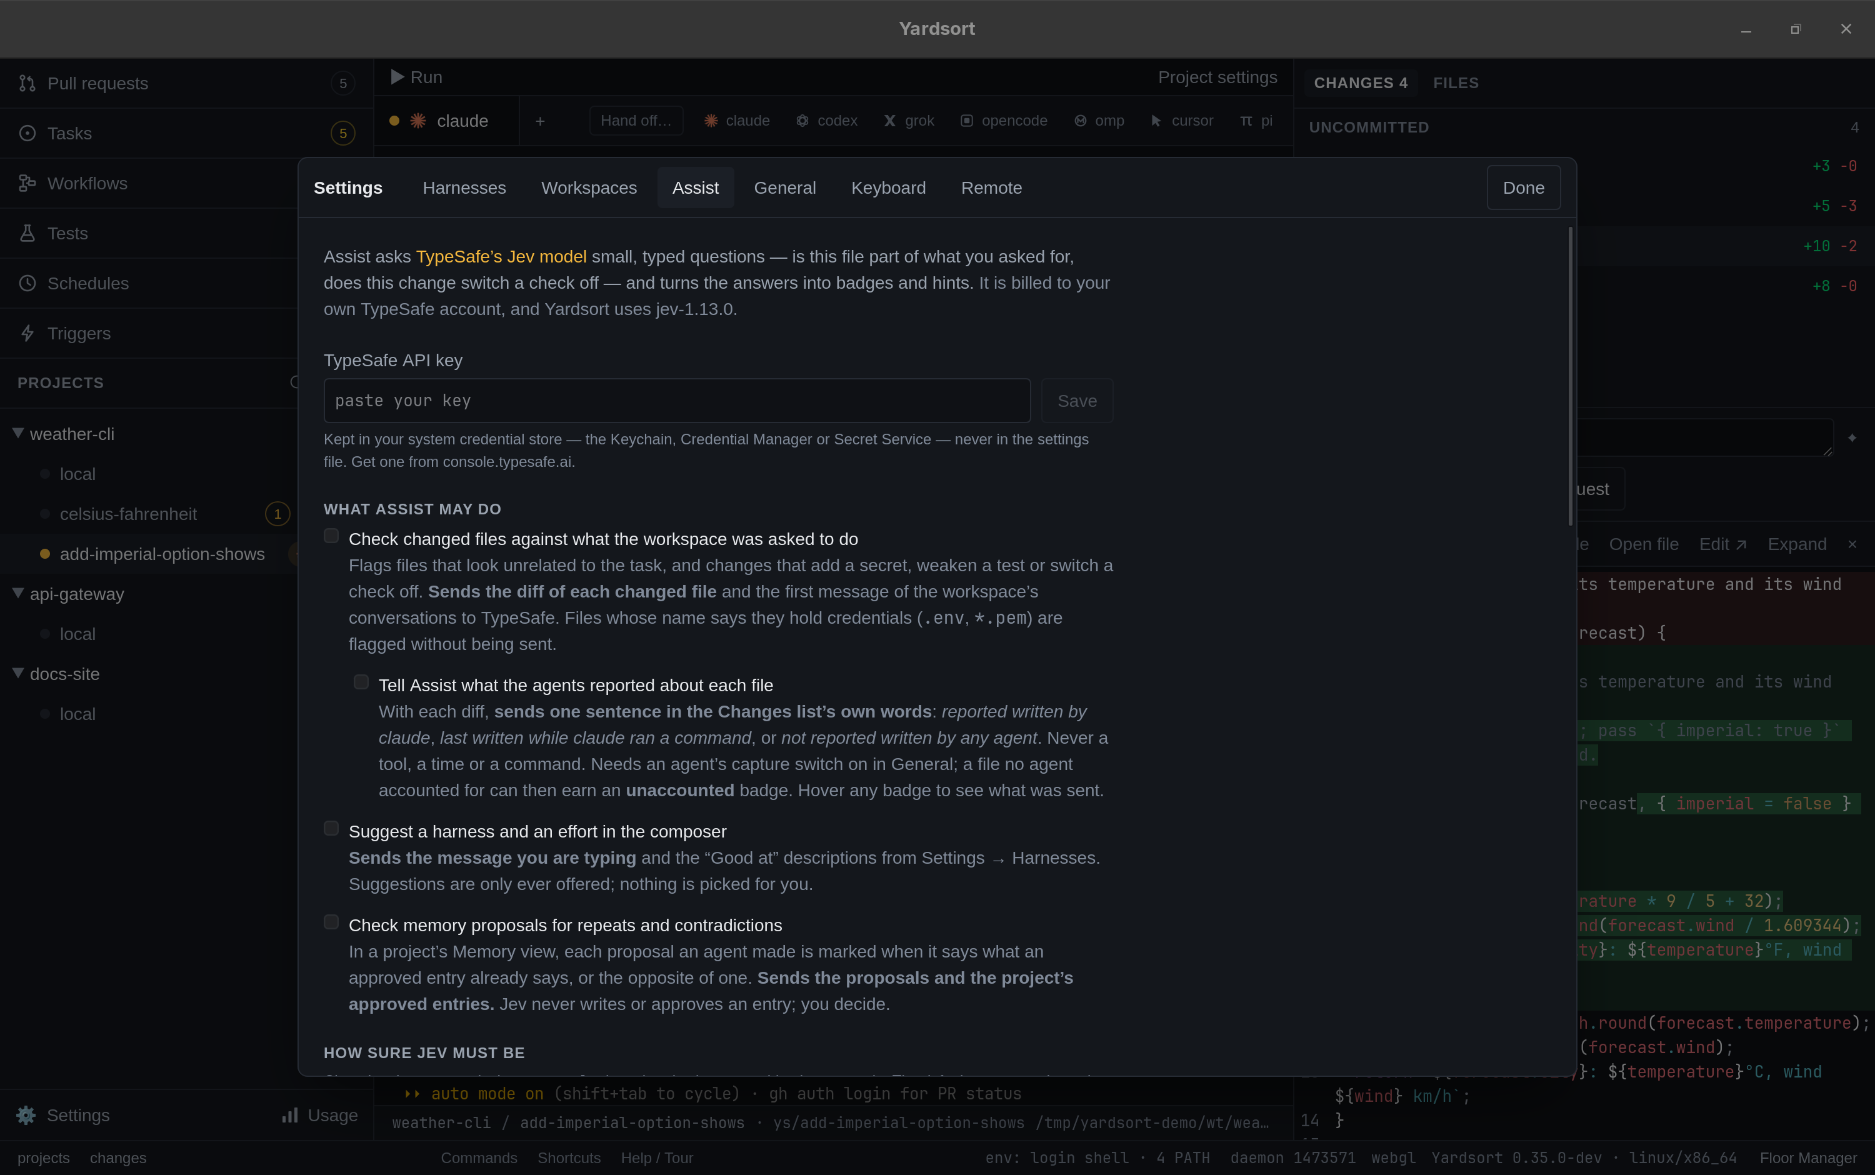 Yardsort
Pull requests 5
Tasks 5
Workflows
Tests
Schedules
Triggers
PROJECTS
weather-cli
local
celsius-fahrenheit 1
add-imperial-option-shows
api-gateway
local
docs-site
local
Settings Usage
Run Project settings
claude + Hand off… claude codex grok opencode omp cursor pi
CHANGES 4 FILES
UNCOMMITTED 4
+3 -0
+5 -3
+10 -2
+8 -0
Settings Harnesses Workspaces Assist General Keyboard Remote Done
Assist asks TypeSafe’s Jev model small, typed questions — is this file part of what you asked for,
does this change switch a check off — and turns the answers into badges and hints. It is billed to your
own TypeSafe account, and Yardsort uses jev-1.13.0.
TypeSafe API key
paste your key Save
Kept in your system credential store — the Keychain, Credential Manager or Secret Service — never in the settings
file. Get one from console.typesafe.ai.
WHAT ASSIST MAY DO
Check changed files against what the workspace was asked to do
Flags files that look unrelated to the task, and changes that add a secret, weaken a test or switch a
check off. Sends the diff of each changed file and the first message of the workspace’s
conversations to TypeSafe. Files whose name says they hold credentials (.env, *.pem) are
flagged without being sent.
Tell Assist what the agents reported about each file
With each diff, sends one sentence in the Changes list’s own words: reported written by
claude, last written while claude ran a command, or not reported written by any agent. Never a
tool, a time or a command. Needs an agent’s capture switch on in General; a file no agent
accounted for can then earn an unaccounted badge. Hover any badge to see what was sent.
Suggest a harness and an effort in the composer
Sends the message you are typing and the “Good at” descriptions from Settings → Harnesses.
Suggestions are only ever offered; nothing is picked for you.
Check memory proposals for repeats and contradictions
In a project’s Memory view, each proposal an agent made is marked when it says what an
approved entry already says, or the opposite of one. Sends the proposals and the project’s
approved entries. Jev never writes or approves an entry; you decide.
HOW SURE JEV MUST BE
uest
le Open file Edit ↗ Expand ×
ts temperature and its wind
recast) {
s temperature and its wind
; pass `{ imperial: true }`
d.
recast, { imperial = false }
rature * 9 / 5 + 32);
nd(forecast.wind / 1.609344);
ty}: ${temperature}°F, wind
h.round(forecast.temperature);
(forecast.wind);
}: ${temperature}°C, wind
${wind} km/h`;
14 }
auto mode on (shift+tab to cycle) · gh auth login for PR status
weather-cli / add-imperial-option-shows · ys/add-imperial-option-shows /tmp/yardsort-demo/wt/wea…
projects changes Commands Shortcuts Help / Tour env: login shell · 4 PATH daemon 1473571 webgl Yardsort 0.35.0-dev · linux/x86_64 Floor Manager